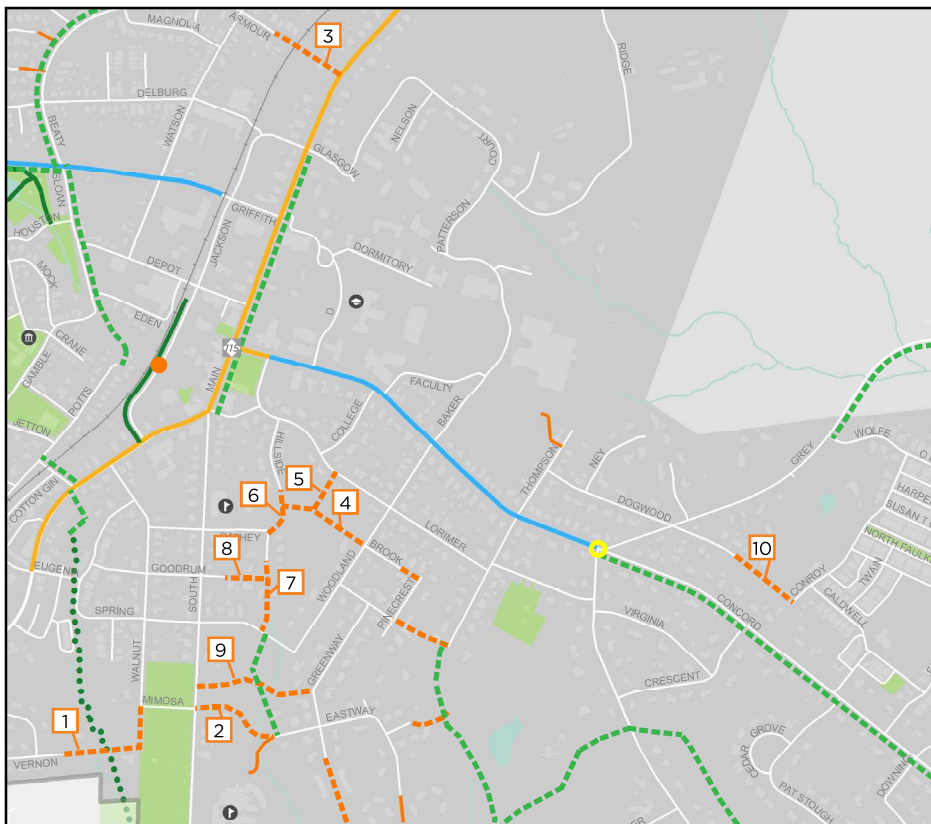 MAGNOLIA
ARMOUR
3
RIDGE
DELBURG
WATSON
NELSON
COURT
BEATY
GLASGOW
SLOAN
GRIFFITH
PATTERSON
HOUSTON
JACKSON
DORMITORY
DEPOT
MOCK
EDEN
D
CRANE
115
GAMBLE
MAIN
FACULTY
POTTS
COLLEGE
BAKER
JETTON
HILLSIDE
WOLFE
GREY
THOMPSON
NEY
5
COTTON GIN
6
4
DOGWOOD
HARPE
SUSAN T
LORIMER
NORTH FAULK
8
BROOK
10
EUGENE
GOODRUM
WOODLAND
7
CONROY
TWAIN
SOUTH
PINECREST
CONCORD
CALDWELL
SPRING
VIRGINIA
WALNUT
9
GREENWAY
CRESCENT
MIMOSA
2
EASTWAY
1
VERNON
CEDAR GROVE
PAT STOUGH
DOWNING
ER